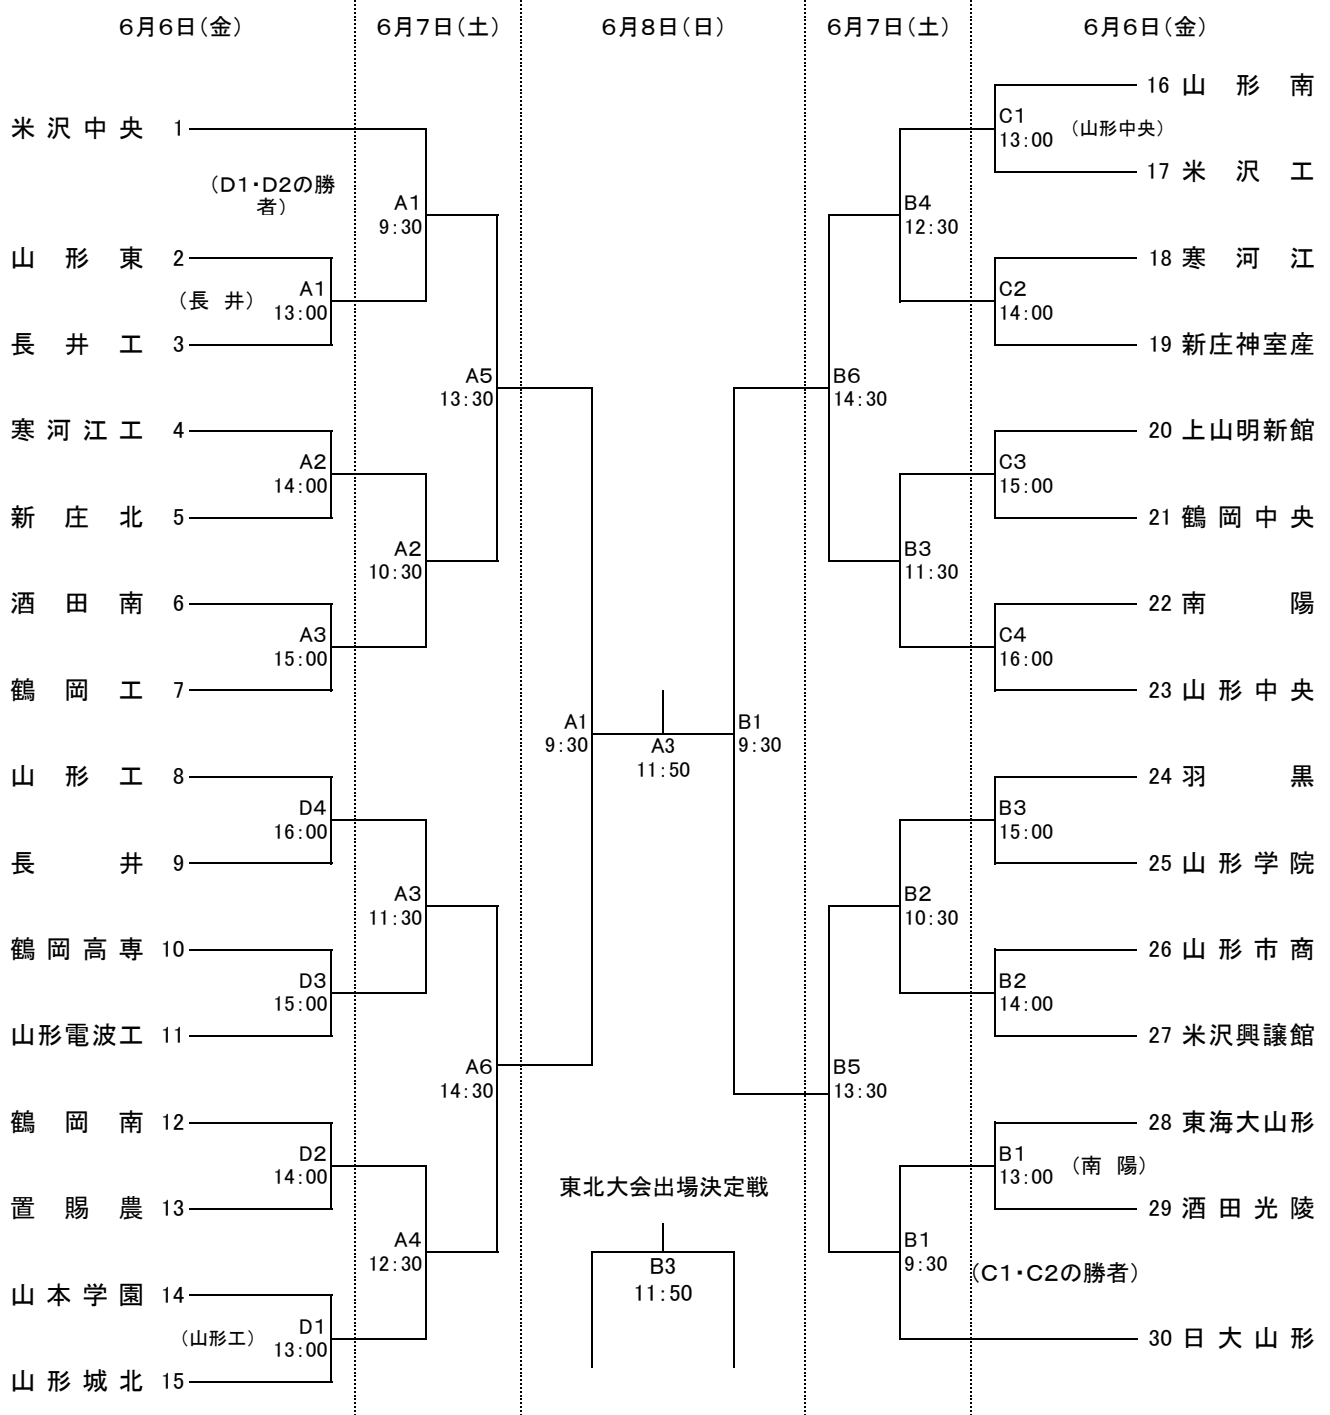 6月6日(金)
6月7日(土)
6月8日(日)
6月7日(土)
6月6日(金)
米沢中央 1
(D1・D2の勝
者)
A1
9:30
山形東 2
(長 井)
A1
13:00
長井工 3
A5
13:30
寒河江工 4
A2
14:00
新庄北 5
A2
10:30
酒田南 6
A3
15:00
鶴岡工 7
A1
9:30
山形工 8
D4
16:00
長井 9
A3
11:30
鶴岡高専 10
D3
15:00
山形電波工 11
A6
14:30
鶴岡南 12
D2
14:00
置賜農 13
A4
12:30
山本学園 14
(山形工)
D1
13:00
山形城北 15
A3
11:50
東北大会出場決定戦
B3
11:50
B1
9:30
16 山形南
C1
13:00
(山形中央)
17 米沢工
B4
12:30
18 寒河江
C2
14:00
19 新庄神室産
B6
14:30
20 上山明新館
C3
15:00
21 鶴岡中央
B3
11:30
22 南陽
C4
16:00
23 山形中央
24 羽黒
B3
15:00
25 山形学院
B2
10:30
26 山形市商
B2
14:00
27 米沢興譲館
B5
13:30
28 東海大山形
B1
13:00
(南 陽)
29 酒田光陵
B1
9:30
(C1・C2の勝者)
30 日大山形